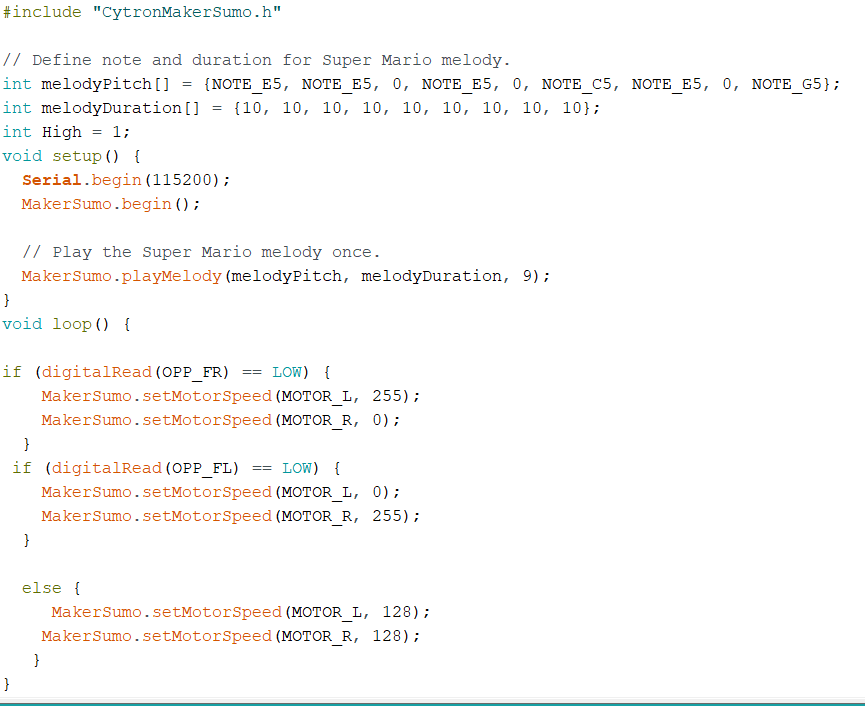 #include "CytronMakerSumo.h"

// Define note and duration for Super Mario melody.
int melodyPitch[] = {NOTE_E5, NOTE_E5, 0, NOTE_E5, 0, NOTE_C5, NOTE_E5, 0, NOTE_G5};
int melodyDuration[] = {10, 10, 10, 10, 10, 10, 10, 10, 10};
int High = 1;
void setup() {
  Serial.begin(115200);
  MakerSumo.begin();

  // Play the Super Mario melody once.
  MakerSumo.playMelody(melodyPitch, melodyDuration, 9);
}
void loop() {

if (digitalRead(OPP_FR) == LOW) {
    MakerSumo.setMotorSpeed(MOTOR_L, 255);
    MakerSumo.setMotorSpeed(MOTOR_R, 0);
  }
 if (digitalRead(OPP_FL) == LOW) {
    MakerSumo.setMotorSpeed(MOTOR_L, 0);
    MakerSumo.setMotorSpeed(MOTOR_R, 255);
  }

  else {
     MakerSumo.setMotorSpeed(MOTOR_L, 128);
    MakerSumo.setMotorSpeed(MOTOR_R, 128);
   }
}